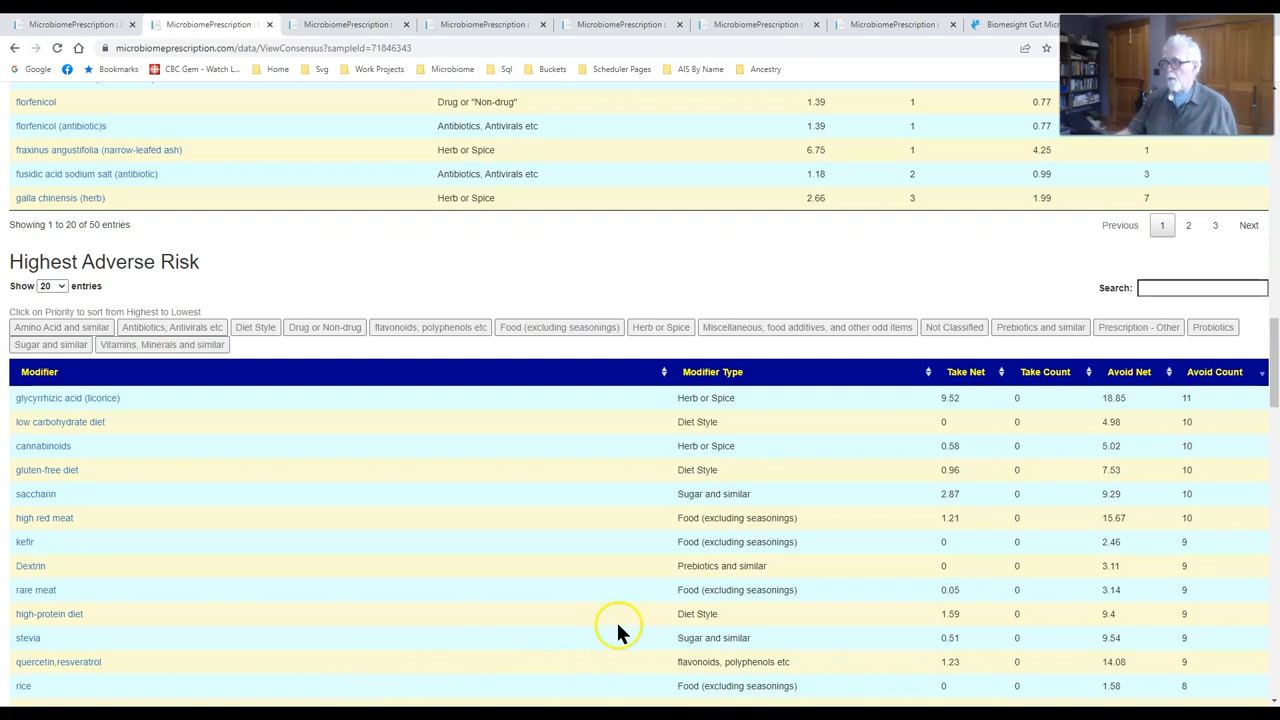 MicrobiomePrescription : MicrobiomePrescription : C MicrobiomePrescription : MicrobiomePrescription : MicrobiomePrescription : MicrobiomePrescription : MicrobiomePrescription : Biomesight Gut Mic
microbiomeprescription.com/data/ViewConsensus?sampleId=71846343
Google Bookmarks CBC Gem - Watch L... Home Svg Work Projects Microbiome Sql Buckets Scheduler Pages AIS By Name Ancestry
florfenicol Drug or "Non-drug" 1.39 1 0.77
florfenicol (antibiotic)s Antibiotics, Antivirals etc 1.39 1 0.77
fraxinus angustifolia (narrow-leafed ash) Herb or Spice 6.75 1 4.25 1
fusidic acid sodium salt (antibiotic) Antibiotics, Antivirals etc 1.18 2 0.99 3
galla chinensis (herb) Herb or Spice 2.66 3 1.99 7
Showing 1 to 20 of 50 entries Previous 1 2 3 Next
Highest Adverse Risk
Show 20 entries Search:
Click on Priority to sort from Highest to Lowest
Amino Acid and similar Antibiotics, Antivirals etc Diet Style Drug or Non-drug flavonoids, polyphenols etc Food (excluding seasonings) Herb or Spice Miscellaneous, food additives, and other odd items Not Classified Prebiotics and similar Prescription - Other Probiotics
Sugar and similar Vitamins, Minerals and similar
Modifier Modifier Type Take Net Take Count Avoid Net Avoid Count
glycyrrhizic acid (licorice) Herb or Spice 9.52 0 18.85 11
low carbohydrate diet Diet Style 0 0 4.98 10
cannabinoids Herb or Spice 0.58 0 5.02 10
gluten-free diet Diet Style 0.96 0 7.53 10
saccharin Sugar and similar 2.87 0 9.29 10
high red meat Food (excluding seasonings) 1.21 0 15.67 10
kefir Food (excluding seasonings) 0 0 2.46 9
Dextrin Prebiotics and similar 0 0 3.11 9
rare meat Food (excluding seasonings) 0.05 0 3.14 9
high-protein diet Diet Style 1.59 0 9.4 9
stevia Sugar and similar 0.51 0 9.54 9
quercetin,resveratrol flavonoids, polyphenols etc 1.23 0 14.08 9
rice Food (excluding seasonings) 0 0 1.58 8